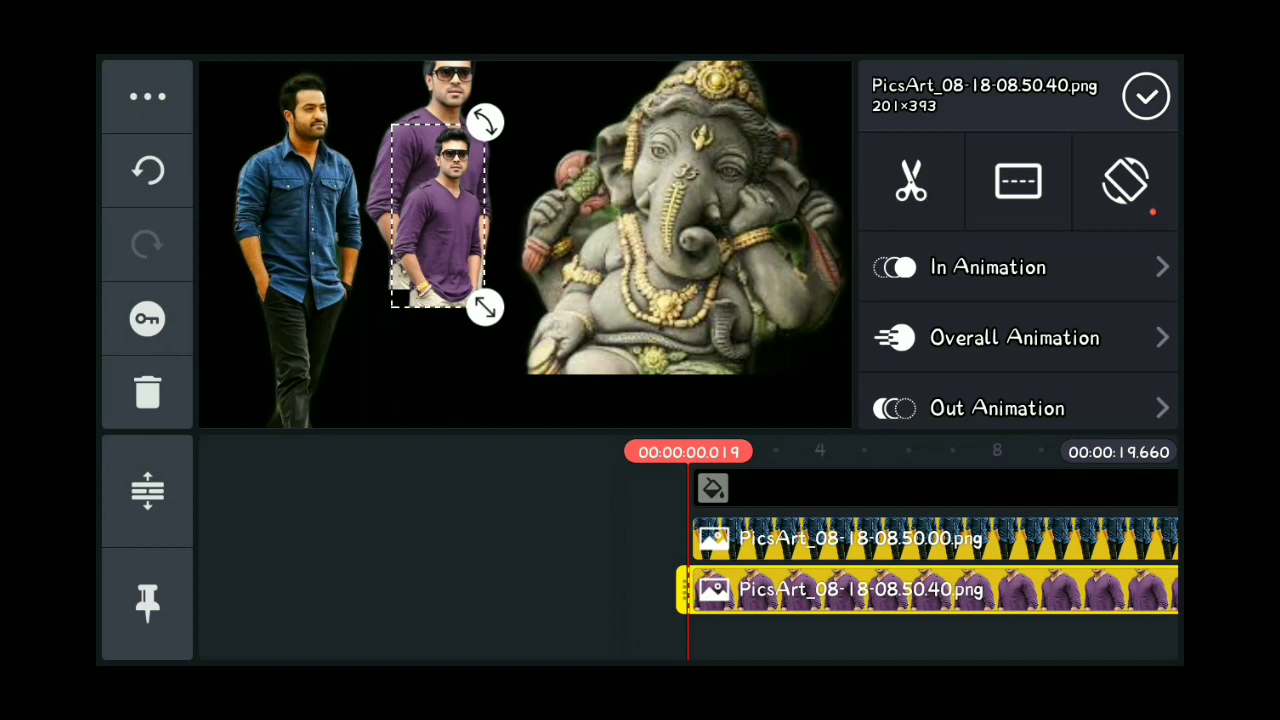 PicsArt_08-18-08.50.40.png
201×393
In Animation
Overall Animation
Out Animation
00:00:00.019
4
8
00:00:19.660
PicsArt_08-18-08.50.00.png
PicsArt_08-18-08.50.40.png